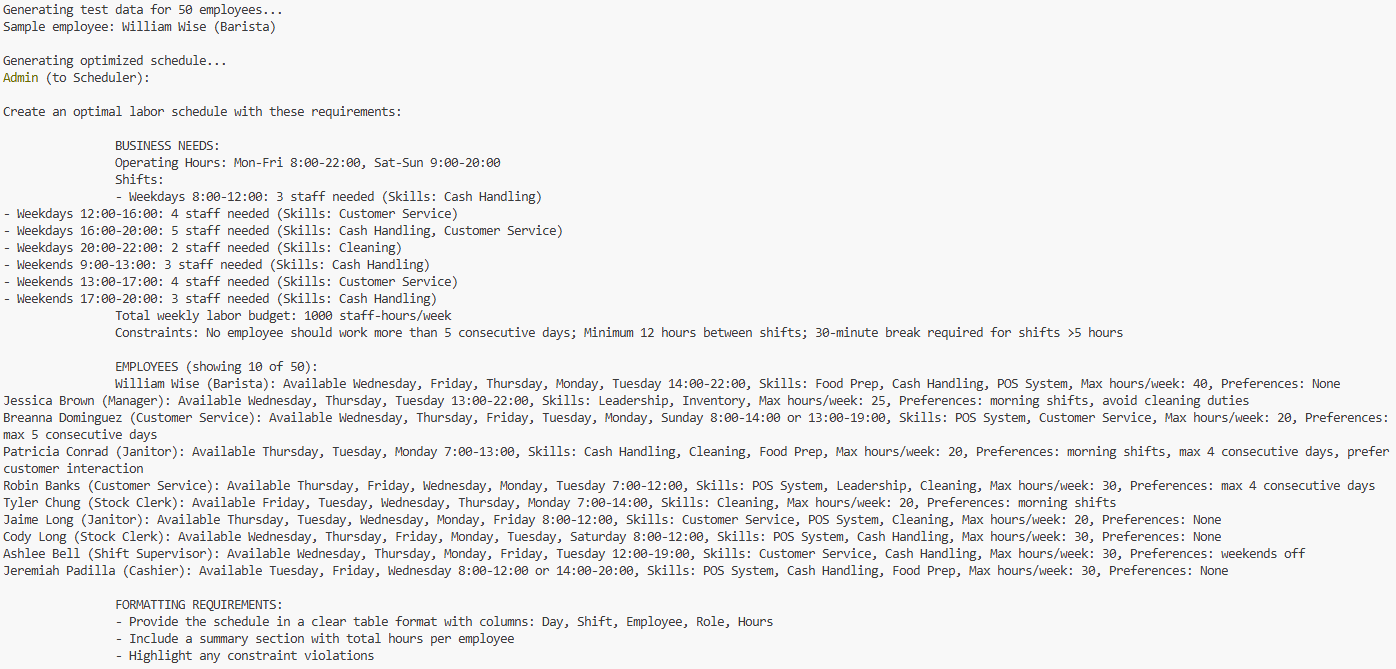 Generating test data for 50 employees...
Sample employee: William Wise (Barista)
Generating optimized schedule...
Admin (to Scheduler):
Create an optimal labor schedule with these requirements:
BUSINESS NEEDS:
Operating Hours: Mon-Fri 8:00-22:00, Sat-Sun 9:00-20:00
Shifts:
- Weekdays 8:00-12:00: 3 staff needed (Skills: Cash Handling)
- Weekdays 12:00-16:00: 4 staff needed (Skills: Customer Service)
- Weekdays 16:00-20:00: 5 staff needed (Skills: Cash Handling, Customer Service)
- Weekdays 20:00-22:00: 2 staff needed (Skills: Cleaning)
- Weekends 9:00-13:00: 3 staff needed (Skills: Cash Handling)
- Weekends 13:00-17:00: 4 staff needed (Skills: Customer Service)
- Weekends 17:00-20:00: 3 staff needed (Skills: Cash Handling)
Total weekly labor budget: 1000 staff-hours/week
Constraints: No employee should work more than 5 consecutive days; Minimum 12 hours between shifts; 30-minute break required for shifts >5 hours
EMPLOYEES (showing 10 of 50):
William Wise (Barista): Available Wednesday, Friday, Thursday, Monday, Tuesday 14:00-22:00, Skills: Food Prep, Cash Handling, POS System, Max hours/week: 40, Preferences: None
Jessica Brown (Manager): Available Wednesday, Thursday, Tuesday 13:00-22:00, Skills: Leadership, Inventory, Max hours/week: 25, Preferences: morning shifts, avoid cleaning duties
Breanna Dominguez (Customer Service): Available Wednesday, Thursday, Friday, Tuesday, Monday, Sunday 8:00-14:00 or 13:00-19:00, Skills: POS System, Customer Service, Max hours/week: 20, Preferences:
max 5 consecutive days
Patricia Conrad (Janitor): Available Thursday, Tuesday, Monday 7:00-13:00, Skills: Cash Handling, Cleaning, Food Prep, Max hours/week: 20, Preferences: morning shifts, max 4 consecutive days, prefer
customer interaction
Robin Banks (Customer Service): Available Thursday, Friday, Wednesday, Monday, Tuesday 7:00-12:00, Skills: POS System, Leadership, Cleaning, Max hours/week: 30, Preferences: max 4 consecutive days
Tyler Chung (Stock Clerk): Available Friday, Tuesday, Wednesday, Thursday, Monday 7:00-14:00, Skills: Cleaning, Max hours/week: 20, Preferences: morning shifts
Jaime Long (Janitor): Available Thursday, Tuesday, Wednesday, Monday, Friday 8:00-12:00, Skills: Customer Service, POS System, Cleaning, Max hours/week: 20, Preferences: None
Cody Long (Stock Clerk): Available Wednesday, Thursday, Friday, Monday, Tuesday, Saturday 8:00-12:00, Skills: POS System, Cash Handling, Max hours/week: 30, Preferences: None
Ashlee Bell (Shift Supervisor): Available Wednesday, Thursday, Monday, Friday, Tuesday 12:00-19:00, Skills: Customer Service, Cash Handling, Max hours/week: 30, Preferences: weekends off
Jeremiah Padilla (Cashier): Available Tuesday, Friday, Wednesday 8:00-12:00 or 14:00-20:00, Skills: POS System, Cash Handling, Food Prep, Max hours/week: 30, Preferences: None
FORMATTING REQUIREMENTS:
- Provide the schedule in a clear table format with columns: Day, Shift, Employee, Role, Hours
- Include a summary section with total hours per employee
- Highlight any constraint violations